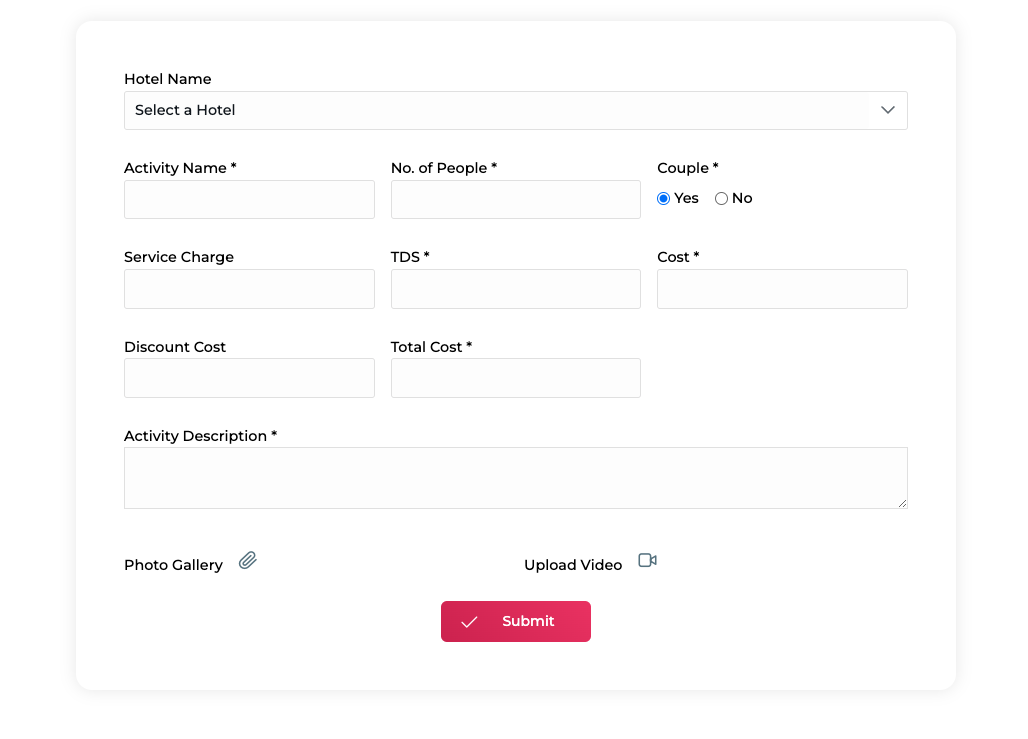 Hotel Name
Select a Hotel
Activity Name * No. of People * Couple *
Yes No
Service Charge TDS * Cost *
Discount Cost Total Cost *
Activity Description *
Photo Gallery Upload Video
Submit